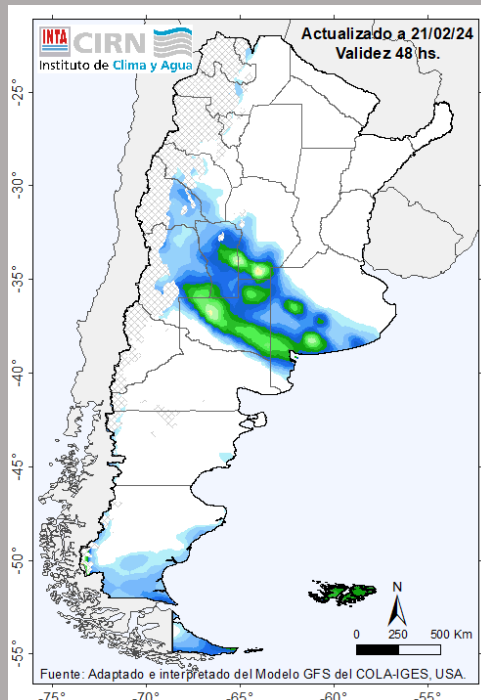 INTA CIRN
Instituto de Clima y Agua
Actualizado a 21/02/24
Validez 48 hs.
-25°
-30°
-35°
-40°
-45°
-50°
-55°
N
0 250 500 Km
Fuente: Adaptado e interpretado del Modelo GFS del COLA-IGES, USA.
-75° -70° -65° -60° -55°